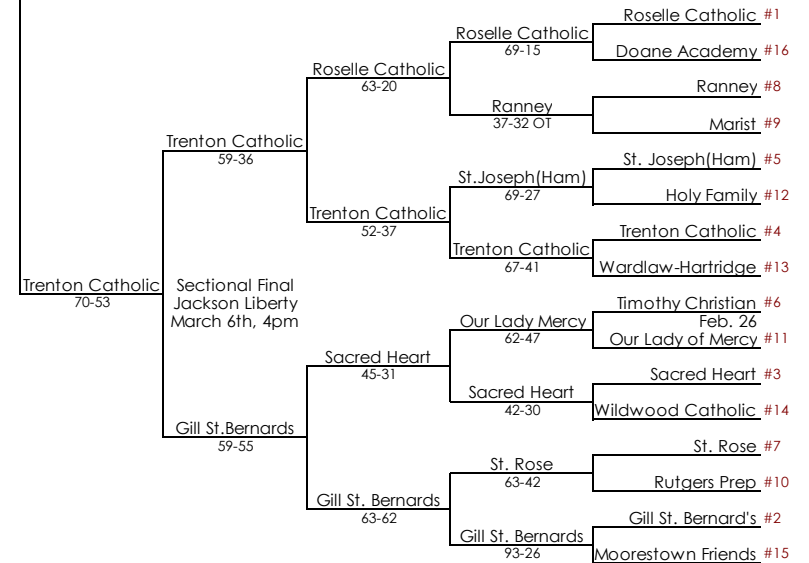 Roselle Catholic #1
Roselle Catholic
69-15
Doane Academy #16
Roselle Catholic
63-20
Ranney #8
Ranney
37-32 OT
Marist #9
Trenton Catholic
59-36
St. Joseph(Ham) #5
St.Joseph(Ham)
69-27
Holy Family #12
Trenton Catholic
52-37
Trenton Catholic #4
Trenton Catholic
67-41
Wardlaw-Hartridge #13
Trenton Catholic
70-53
Sectional Final
Jackson Liberty
March 6th, 4pm
Timothy Christian #6
Feb. 26
Our Lady Mercy
62-47
Our Lady of Mercy #11
Sacred Heart
45-31
Sacred Heart #3
Sacred Heart
42-30
Wildwood Catholic #14
Gill St.Bernards
59-55
St. Rose #7
St. Rose
63-42
Rutgers Prep #10
Gill St. Bernards
63-62
Gill St. Bernard's #2
Gill St. Bernards
93-26
Moorestown Friends #15